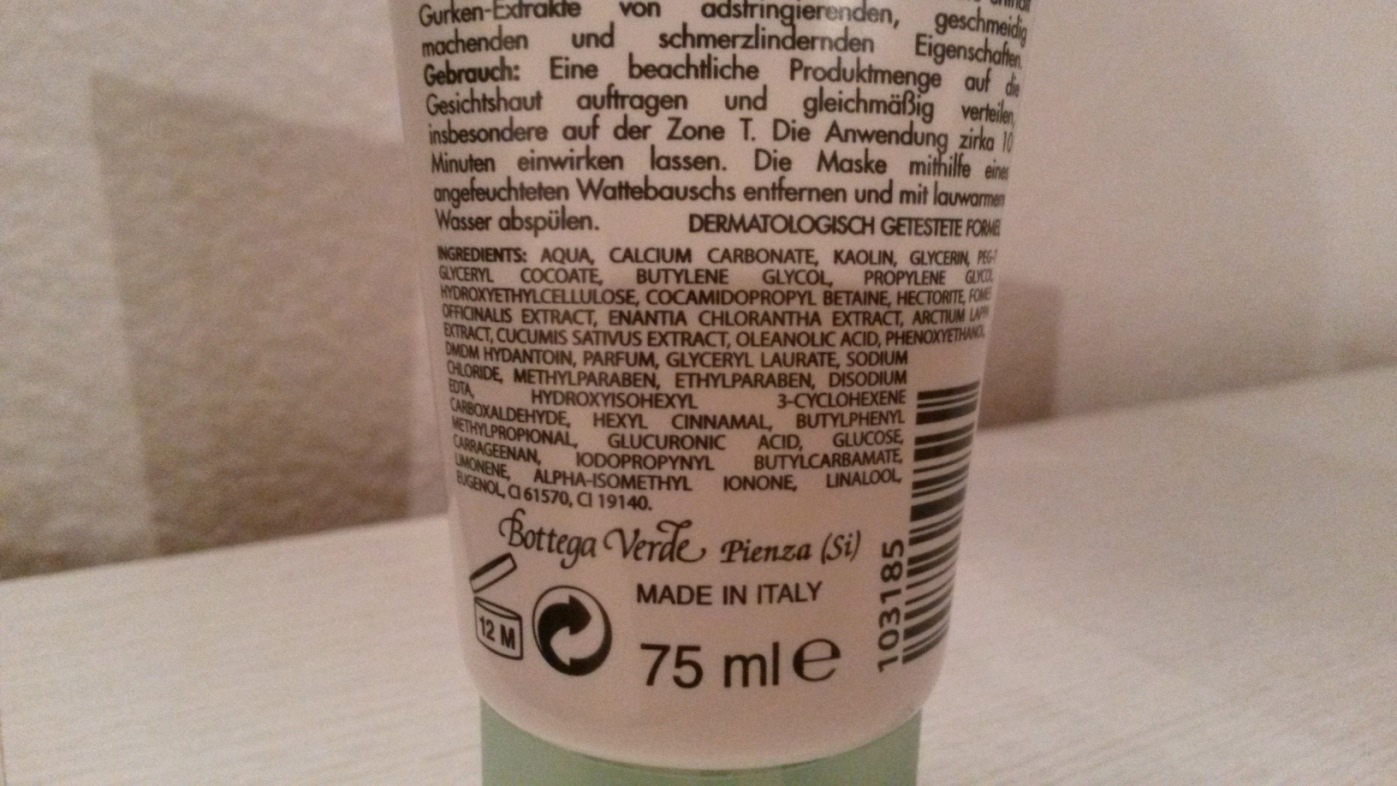 Gurken-Extrakte von adstringierenden, geschmeidig
machenden und schmerzlindernden Eigenschaften.
Gebrauch: Eine beachtliche Produktmenge auf die
Gesichtshaut auftragen und gleichmäßig verteilen,
insbesondere auf der Zone T. Die Anwendung zirka 10
Minuten einwirken lassen. Die Maske mithilfe eines
angefeuchteten Wattebauschs entfernen und mit lauwarmen
Wasser abspülen. DERMATOLOGISCH GETESTETE FORMEL
INGREDIENTS: AQUA, CALCIUM CARBONATE, KAOLIN, GLYCERIN, PEG-7
GLYCERYL COCOATE, BUTYLENE GLYCOL, PROPYLENE GLYCOL,
HYDROXYETHYLCELLULOSE, COCAMIDOPROPYL BETAINE, HECTORITE, FOMES
OFFICINALIS EXTRACT, ENANTIA CHLORANTHA EXTRACT, ARCTIUM LAPPA
EXTRACT, CUCUMIS SATIVUS EXTRACT, OLEANOLIC ACID, PHENOXYETHANOL,
DMDM HYDANTOIN, PARFUM, GLYCERYL LAURATE, SODIUM
CHLORIDE, METHYLPARABEN, ETHYLPARABEN, DISODIUM
EDTA, HYDROXYISOHEXYL 3-CYCLOHEXENE
CARBOXALDEHYDE, HEXYL CINNAMAL, BUTYLPHENYL
METHYLPROPIONAL, GLUCURONIC ACID, GLUCOSE,
CARRAGEENAN, IODOPROPYNYL BUTYLCARBAMATE,
LIMONENE, ALPHA-ISOMETHYL IONONE, LINALOOL,
EUGENOL, CI 61570, CI 19140.
Bottega Verde Pienza (Si)
MADE IN ITALY
12 M
75 ml e
103185